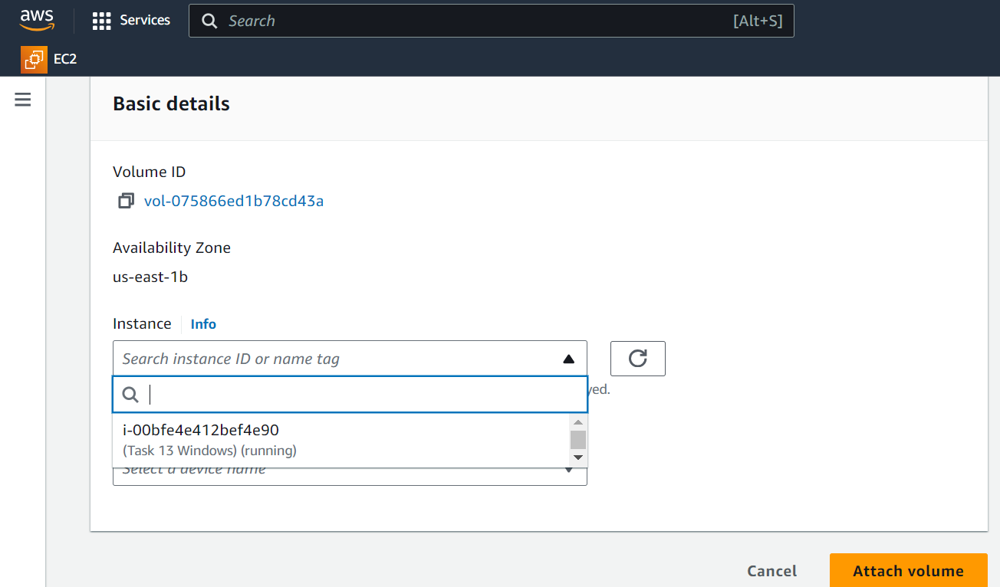 aws
Services
Search
[Alt+S]
EC2
Basic details
Volume ID
vol-075866ed1b78cd43a
Availability Zone
us-east-1b
Instance
Info
Search instance ID or name tag
yed.
i-00bfe4e412bef4e90
(Task 13 Windows) (running)
Select a device name
Cancel
Attach volume